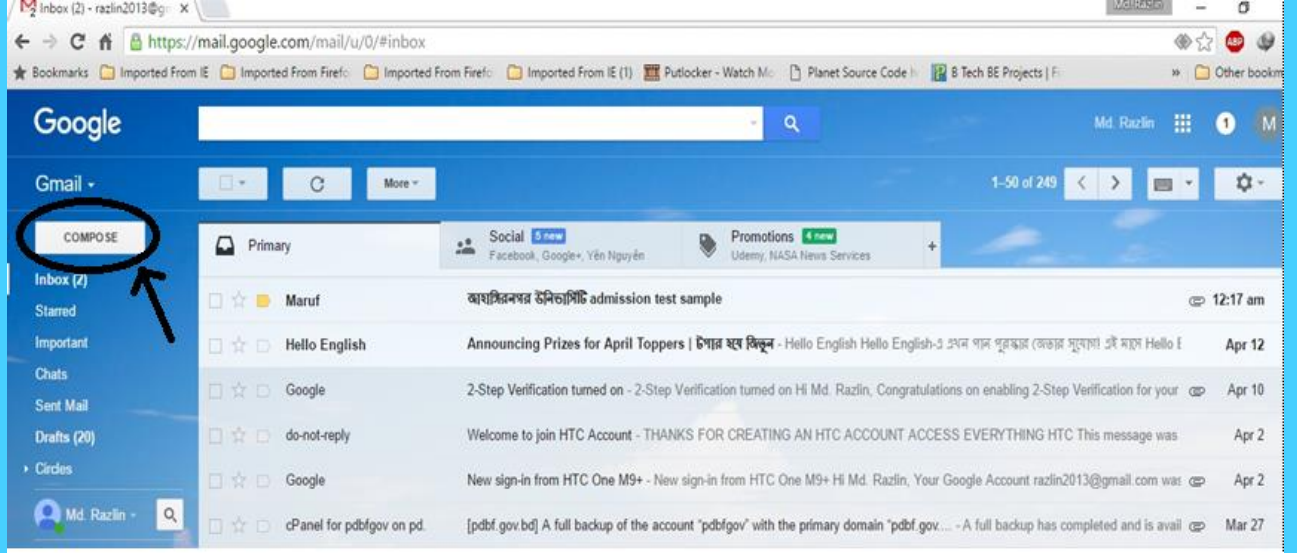 Inbox (2) - razlin2013@g
Md.Razlin
https://mail.google.com/mail/u/0/#inbox
Bookmarks Imported From IE Imported From Firefo Imported From Firefo Imported From IE (1) Putlocker - Watch Mo Planet Source Code B Tech BE Projects | F » Other bookm
Google
Md. Razlin 1 M
Gmail
More
1–50 of 249
COMPOSE
Primary
Social 5 new
Facebook, Google+, Yến Nguyễn
Promotions 4 new
Udemy, NASA News Services
+
Inbox (2)
Starred
Important
Chats
Sent Mail
Drafts (20)
Circles
Md. Razlin
Maruf admission test sample 12:17 am
Hello English Announcing Prizes for April Toppers | টপার হয়ে জিতুন - Hello English Hello English-এ এখন পান পুরস্কার জেতার সুযোগ! এই মাসে Hello E Apr 12
Google 2-Step Verification turned on - 2-Step Verification turned on Hi Md. Razlin, Congratulations on enabling 2-Step Verification for your Apr 10
do-not-reply Welcome to join HTC Account - THANKS FOR CREATING AN HTC ACCOUNT ACCESS EVERYTHING HTC This message was Apr 2
Google New sign-in from HTC One M9+ - New sign-in from HTC One M9+ Hi Md. Razlin, Your Google Account razlin2013@gmail.com was Apr 2
cPanel for pdbfgov on pd. [pdbf.gov.bd] A full backup of the account "pdbfgov" with the primary domain "pdbf.gov.... - A full backup has completed and is avail Mar 27